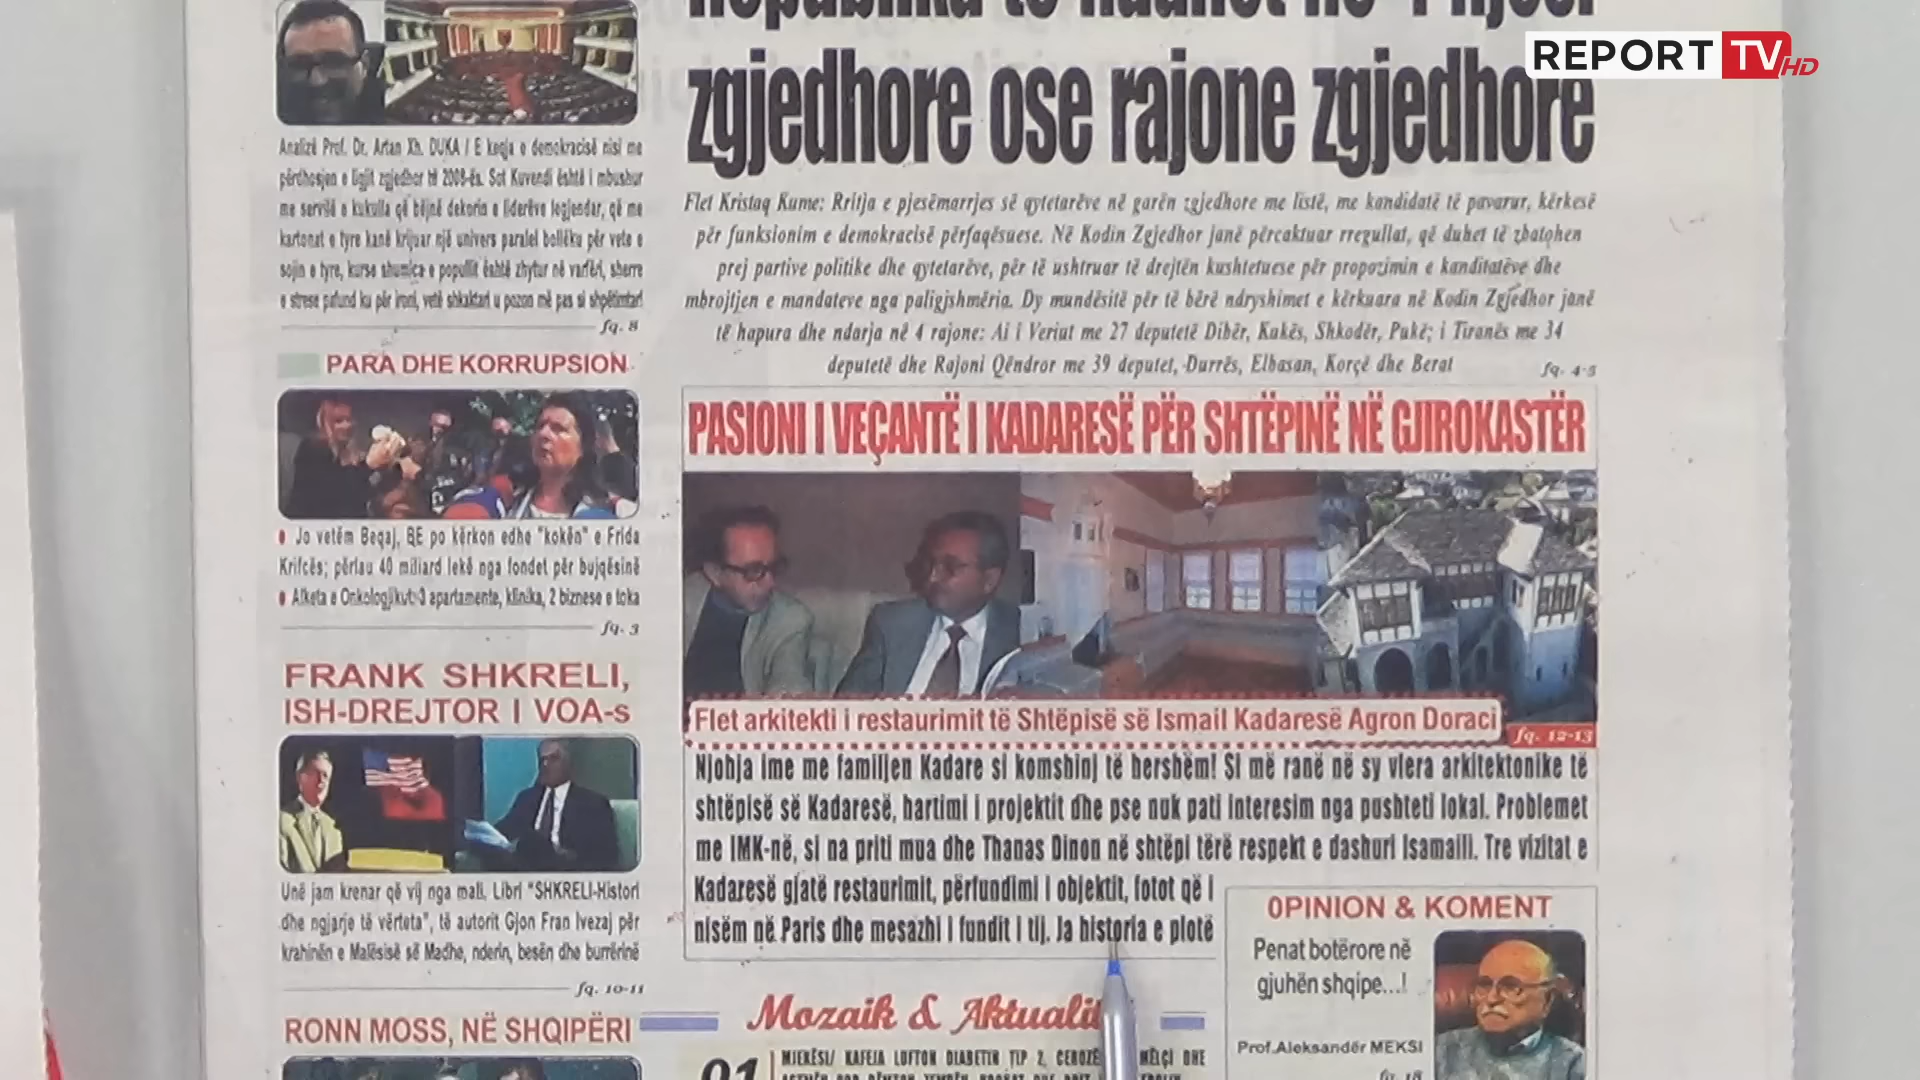 REPORT TV HD
zgjedhore ose rajone zgjedhore
Analizë Prof. Dr. Artan Xh. DUKA / E keqja e demokracisë nisi me
përdhosjen e ligjit zgjedhor të 2008-ës. Sot Kuvendi është i mbushur
me servilë e kukulla që bëjnë dekorin e liderëve legjendar, që me
kartonat e tyre kanë krijuar një univers paralel bollëku për vete e
sojin e tyre, kurse shumica e popullit është zhytur në varfëri, sherre
e strese pafund ku për ironi, vetë shkaktari u pozon më pas si shpëtimtar!
fq. 8
PARA DHE KORRUPSION
Jo vetëm Beqaj, BE po kërkon edhe "kokën" e Frida
Krifcës; përlau 40 miliard lekë nga fondet për bujqësinë
Alketa e Onkologjikut: 3 apartamente, klinika, 2 biznese e toka
fq. 3
FRANK SHKRELI,
ISH-DREJTOR I VOA-s
Unë jam krenar që vij nga mali, Libri "SHKRELI-Histori
dhe ngjarje të vërteta", të autorit Gjon Fran Ivezaj për
krahinën e Malësisë së Madhe, nderin, besën dhe burrërinë
fq. 10-11
RONN MOSS, NË SHQIPËRI
Flet Kristaq Kume: Rritja e pjesëmarrjes së qytetarëve në garën zgjedhore me listë, me kandidatë të pavarur, kërkesë
për funksionim e demokracisë përfaqësuese. Në Kodin Zgjedhor janë përcaktuar rregullat, që duhet të zbatohen
prej partive politike dhe qytetarëve, për të ushtruar të drejtën kushtetuese për propozimin e kanditatëve dhe
mbrojtjen e mandateve nga paligjshmëria. Dy mundësitë për të bërë ndryshimet e kërkuara në Kodin Zgjedhor janë
të hapura dhe ndarja në 4 rajone: Ai i Veriut me 27 deputetë Dibër, Kukës, Shkodër, Pukë; i Tiranës me 34
deputetë dhe Rajoni Qëndror me 39 deputet, Durrës, Elbasan, Korçë dhe Berat
fq. 4-5
PASIONI I VEÇANTË I KADARESË PËR SHTËPINË NË GJIROKASTËR
Flet arkitekti i restaurimit të Shtëpisë së Ismail Kadaresë Agron Doraci
fq. 12-13
Njohja ime me familjen Kadare si komshinj të hershëm! Si më ranë në sy vlera arkitektonike të
shtëpisë së Kadaresë, hartimi i projektit dhe pse nuk pati interesim nga pushteti lokal. Problemet
me IMK-në, si na priti mua dhe Thanas Dinon në shtëpi tërë respekt e dashuri Isamaili. Tre vizitat e
Kadaresë gjatë restaurimit, përfundimi i objektit, fotot që i
nisëm në Paris dhe mesazhi i fundit i tij. Ja historia e plotë
OPINION & KOMENT
Penat botërore në
gjuhën shqipe...!
Prof.Aleksandër MEKSI
fq. 18
Mozaik & Aktualit
01
MJERËSI/ KAFEJA LUFTON DIABETIN TIP 2, CEROZË MËLÇI DHE